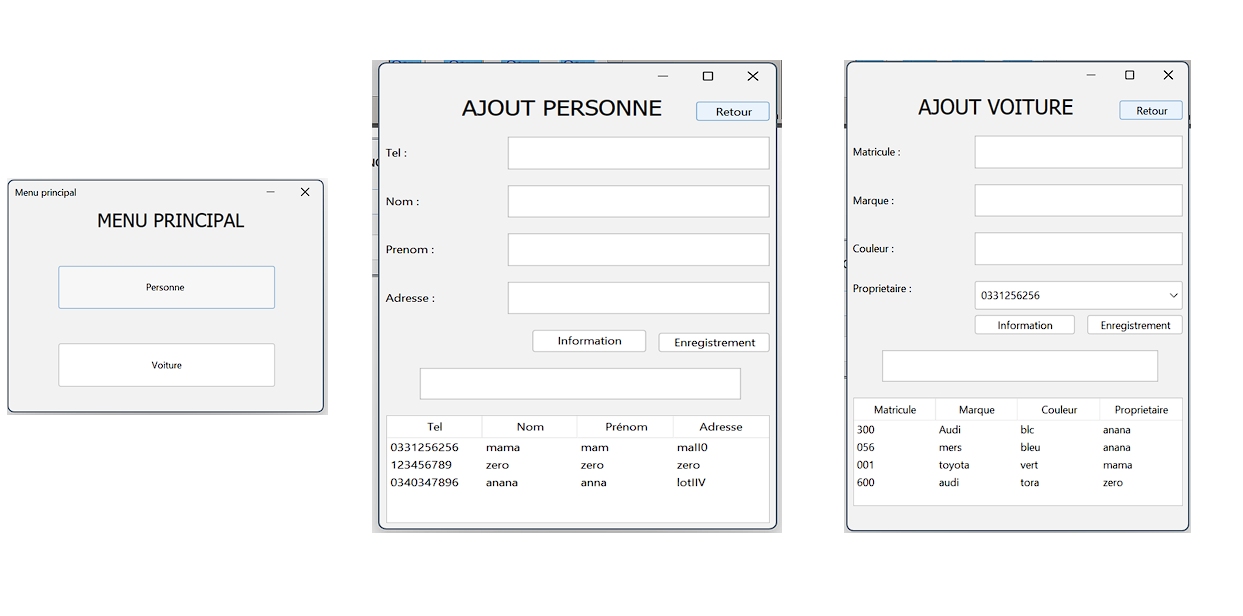 Menu principal
MENU PRINCIPAL
Personne
Voiture
AJOUT PERSONNE
Retour
Tel :
Nom :
Prenom :
Adresse :
Information Enregistrement
Tel Nom Prénom Adresse
0331256256 mama mam mall0
123456789 zero zero zero
0340347896 anana anna lotIIV
AJOUT VOITURE
Retour
Matricule :
Marque :
Couleur :
Proprietaire : 0331256256
Information Enregistrement
Matricule Marque Couleur Proprietaire
300 Audi blc anana
056 mers bleu anana
001 toyota vert mama
600 audi tora zero